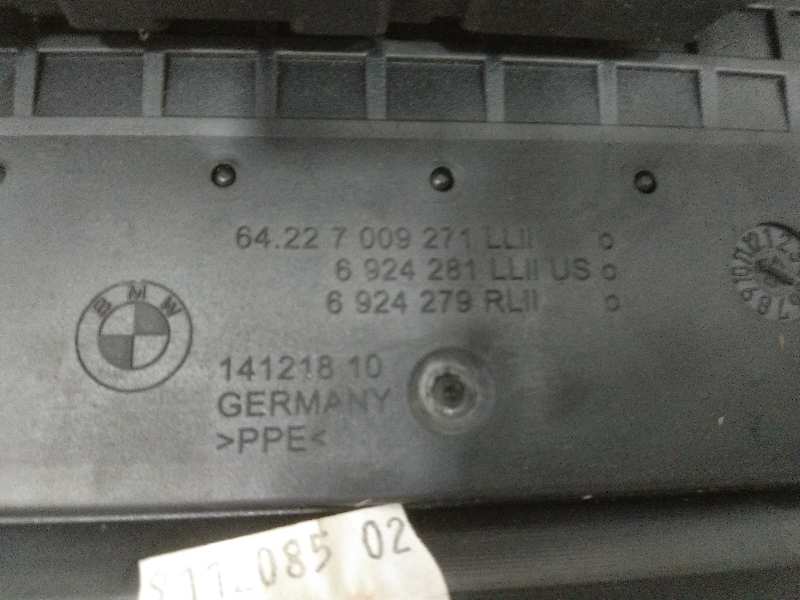 64.22 7 009 271 LLII
6 924 281 LLII US
6 924 279 RLII
BMW
141218 10
GERMANY
>PPE<
085 02